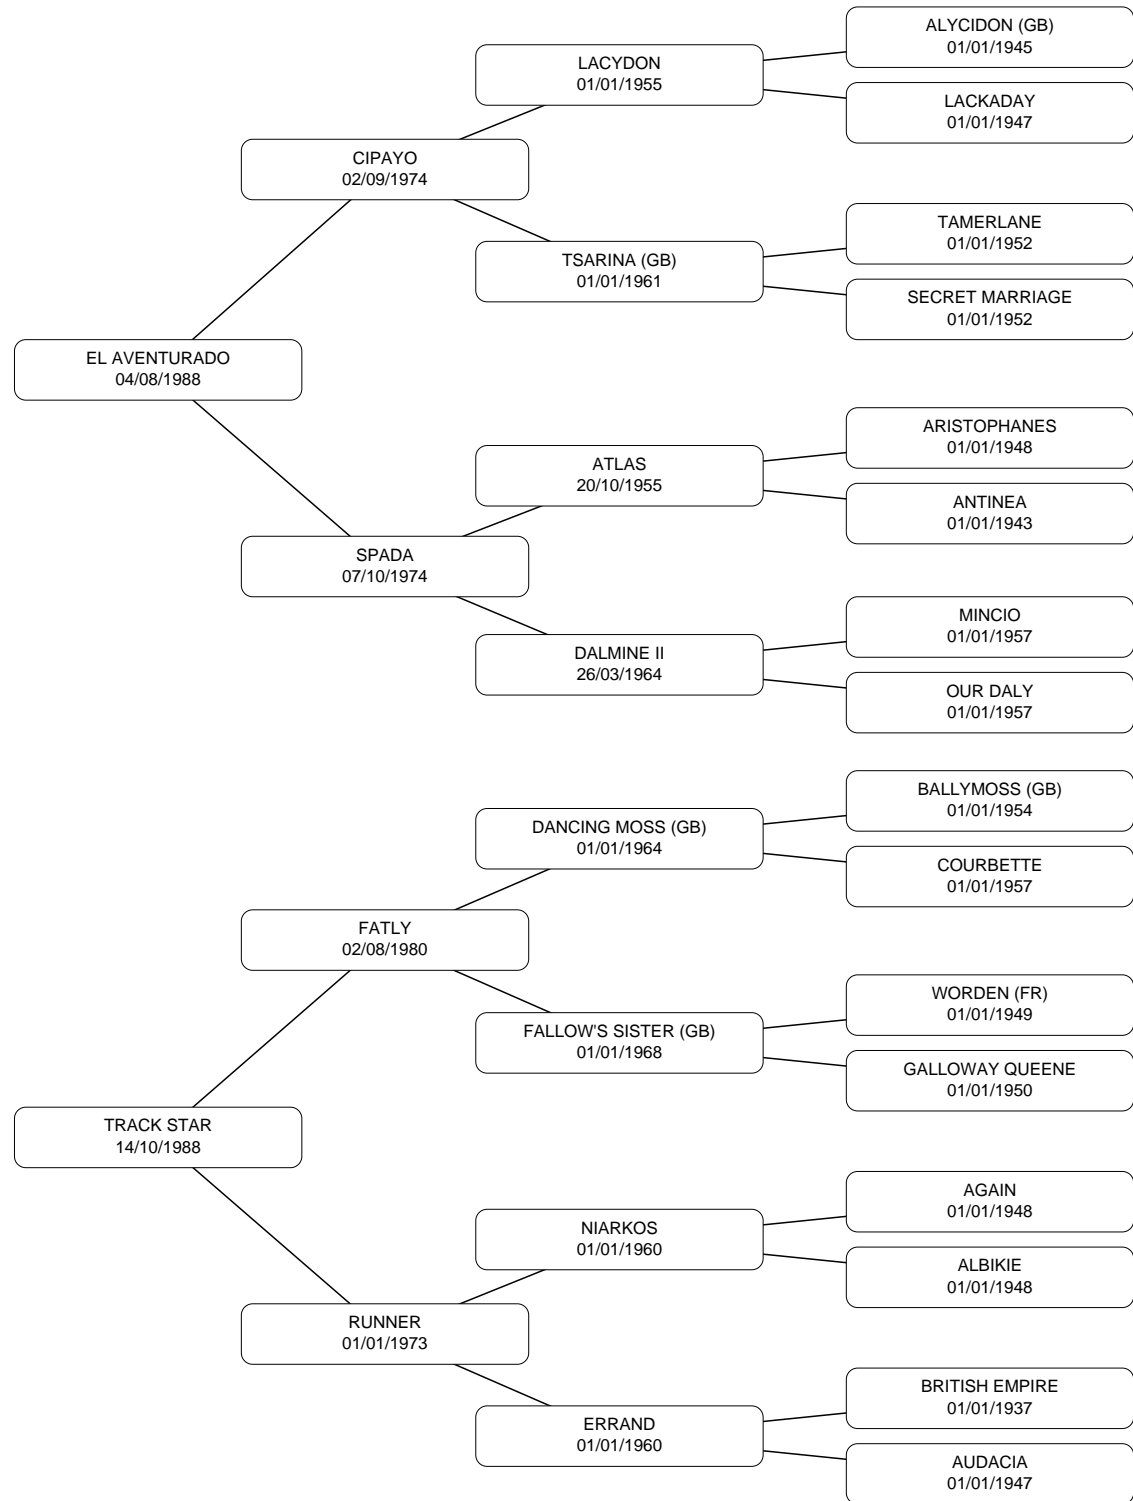 ALYCIDON (GB)
01/01/1945
LACYDON
01/01/1955
LACKADAY
01/01/1947
CIPAYO
02/09/1974
TAMERLANE
01/01/1952
TSARINA (GB)
01/01/1961
SECRET MARRIAGE
01/01/1952
EL AVENTURADO
04/08/1988
ARISTOPHANES
01/01/1948
ATLAS
20/10/1955
ANTINEA
01/01/1943
SPADA
07/10/1974
MINCIO
01/01/1957
DALMINE II
26/03/1964
OUR DALY
01/01/1957
BALLYMOSS (GB)
01/01/1954
DANCING MOSS (GB)
01/01/1964
COURBETTE
01/01/1957
FATLY
02/08/1980
WORDEN (FR)
01/01/1949
FALLOW'S SISTER (GB)
01/01/1968
GALLOWAY QUEENE
01/01/1950
TRACK STAR
14/10/1988
AGAIN
01/01/1948
NIARKOS
01/01/1960
ALBIKIE
01/01/1948
RUNNER
01/01/1973
BRITISH EMPIRE
01/01/1937
ERRAND
01/01/1960
AUDACIA
01/01/1947